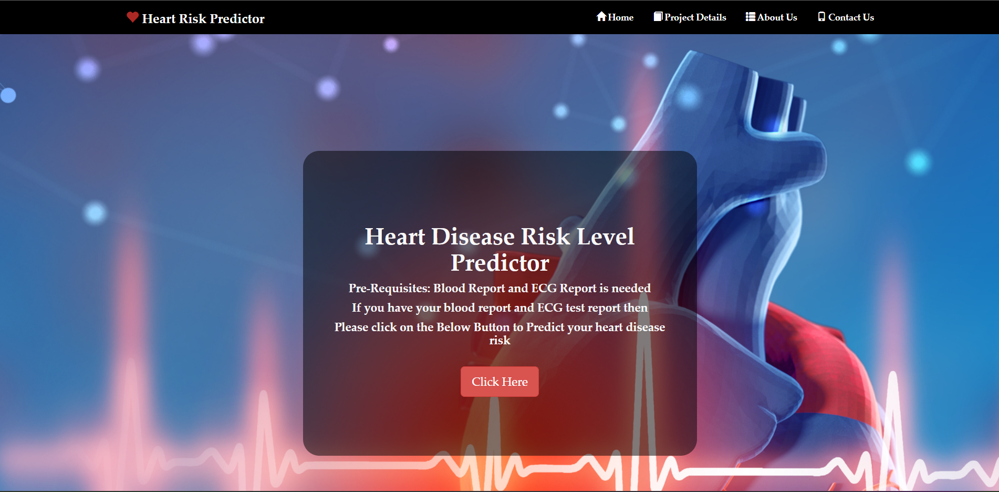 Heart Risk Predictor
Home
Project Details
About Us
Contact Us
Heart Disease Risk Level
Predictor
Pre-Requisites: Blood Report and ECG Report is needed
If you have your blood report and ECG test report then
Please click on the Below Button to Predict your heart disease
risk
Click Here